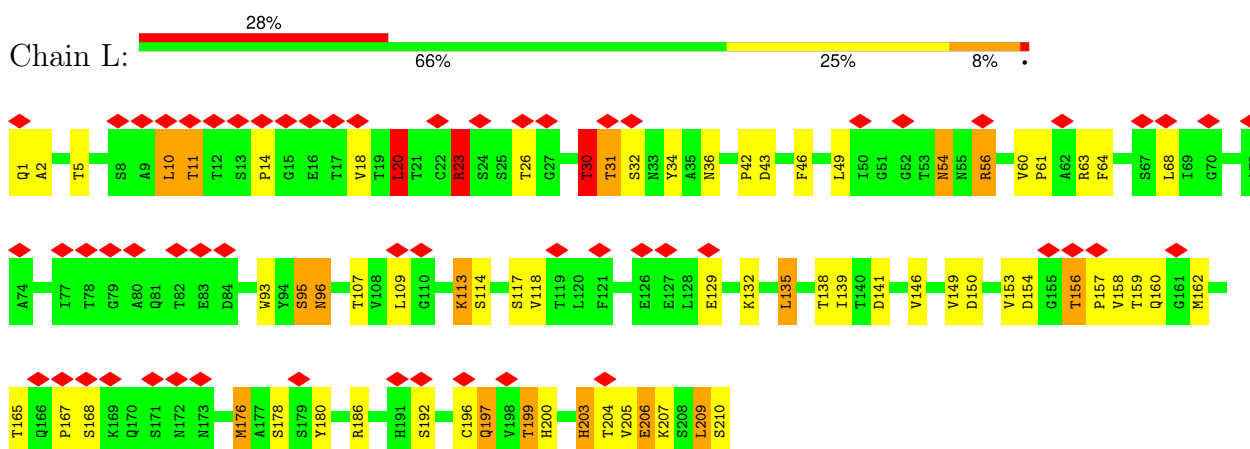 28%
Chain L:
66% 25% 8% •
Q1 A2 T5 S8 A9 L10 T11 T12 S13 P14 G15 E16 T17 V18 T19 L20 T21 C22 R23 S24 S25 T26 G27 T30 T31 S32 N33 Y34 A35 N36 P42 D43 F46 L49 I50 G51 G52 T53 N54 N55 R56 V60 P61 A62 R63 F64 S67 L68 I69 G70
A74 I77 T78 G79 A80 Q81 T82 E83 D84 W93 Y94 S95 N96 T107 V108 L109 G110 K113 S114 S117 V118 T119 L120 F121 E126 E127 L128 E129 K132 L135 T138 I139 T140 D141 V146 V149 D150 V153 D154 G155 T156 P157 V158 T159 Q160 G161 M162
T165 Q166 P167 S168 K169 Q170 S171 N172 N173 M176 A177 S178 S179 Y180 R186 H191 S192 C196 Q197 V198 T199 H200 H203 T204 V205 E206 K207 S208 L209 S210